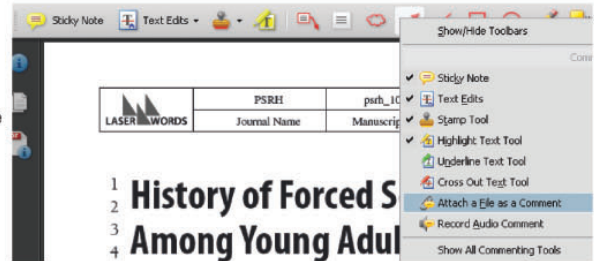 Sticky Note Text Edits
Show/Hide Toolbars
Sticky Note
Text Edits
Stamp Tool
Highlight Text Tool
Underline Text Tool
Cross Out Text Tool
Attach a File as a Comment
Record Audio Comment
Show All Commenting Tools
LASER WORDS
PSRH
Journal Name
1
2 History of Forced S
3
4 Among Young Adul